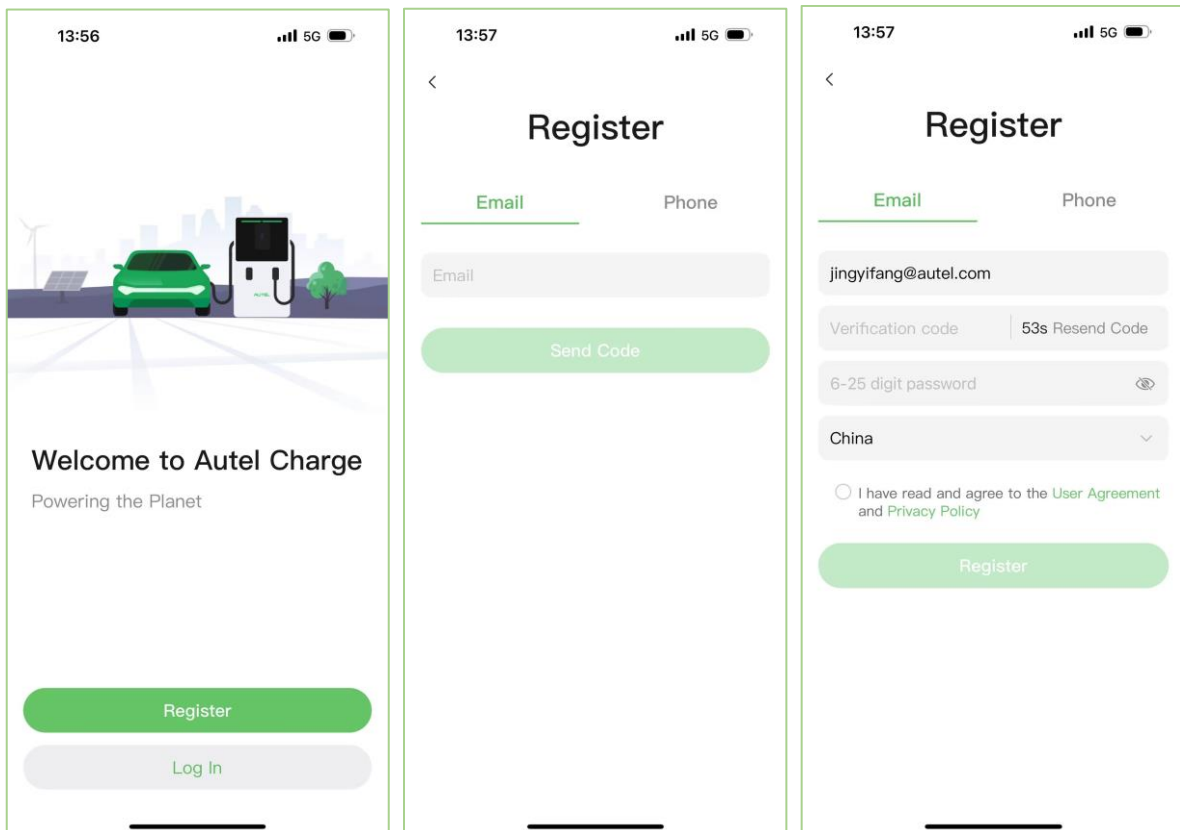 13:56
5G
AUTEL
Welcome to Autel Charge
Powering the Planet
Register
Log In
13:57
5G
Register
Email
Phone
Email
Send Code
13:57
5G
Register
Email
Phone
jingyifang@autel.com
Verification code
53s Resend Code
6-25 digit password
China
I have read and agree to the User Agreement
and Privacy Policy
Register